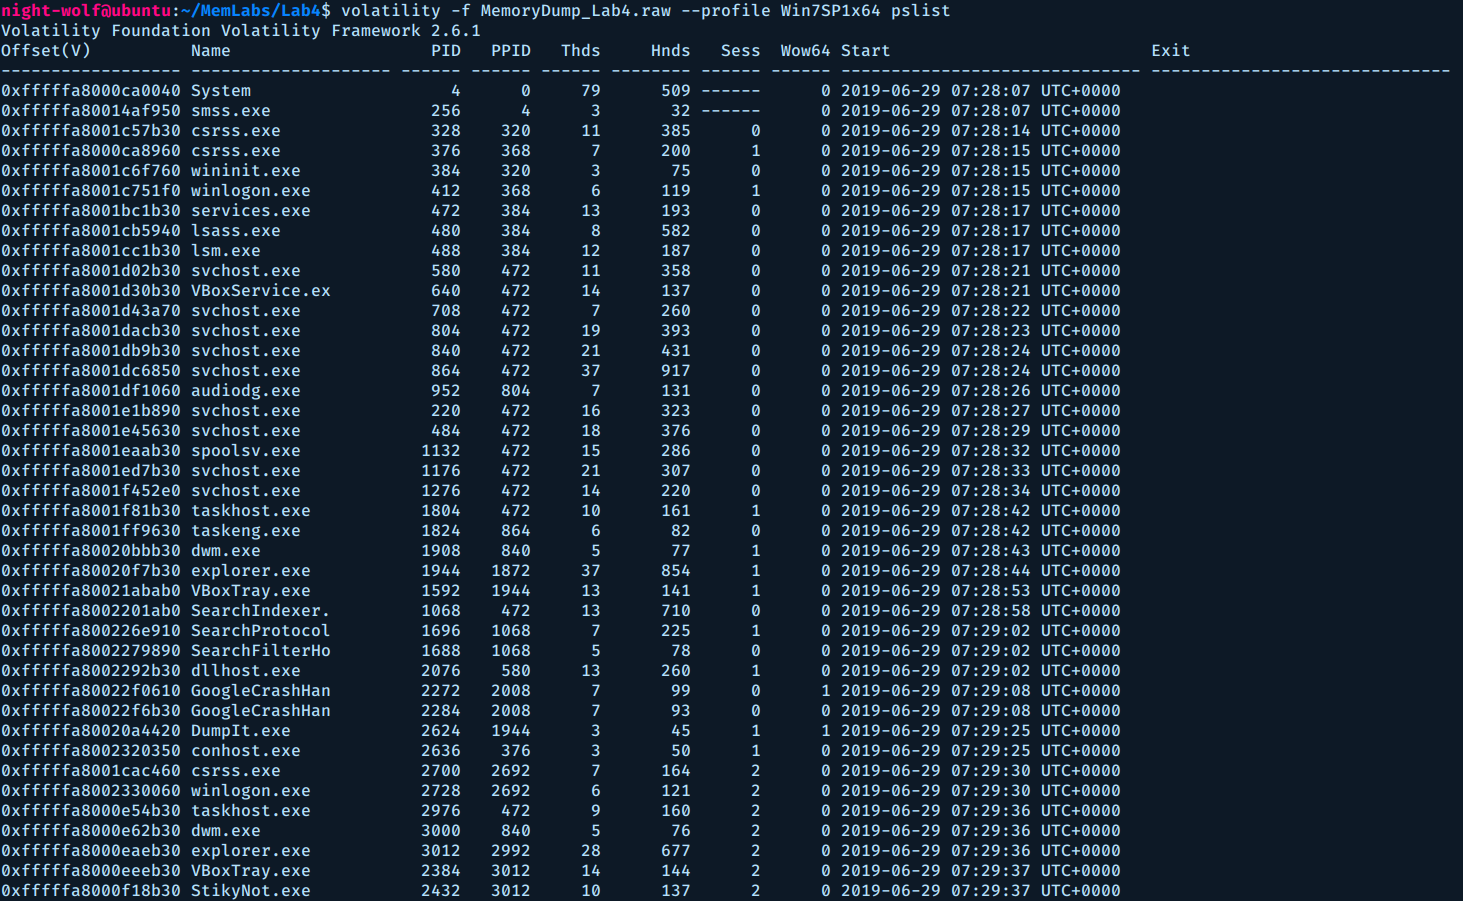 night-wolf@ubuntu:~/MemLabs/Lab4$ volatility -f MemoryDump_Lab4.raw --profile Win7SP1x64 pslist
Volatility Foundation Volatility Framework 2.6.1
Offset(V)          Name                    PID   PPID   Thds     Hnds   Sess  Wow64 Start                          Exit
------------------ -------------------- ------ ------ ------ -------- ------ ------ ------------------------------ ------------------------------
0xfffffa8000ca0040 System                    4      0     79      509 ------      0 2019-06-29 07:28:07 UTC+0000
0xfffffa80014af950 smss.exe                256      4      3       32 ------      0 2019-06-29 07:28:07 UTC+0000
0xfffffa8001c57b30 csrss.exe               328    320     11      385      0      0 2019-06-29 07:28:14 UTC+0000
0xfffffa8000ca8960 csrss.exe               376    368      7      200      1      0 2019-06-29 07:28:15 UTC+0000
0xfffffa8001c6f760 wininit.exe             384    320      3       75      0      0 2019-06-29 07:28:15 UTC+0000
0xfffffa8001c751f0 winlogon.exe            412    368      6      119      1      0 2019-06-29 07:28:15 UTC+0000
0xfffffa8001bc1b30 services.exe            472    384     13      193      0      0 2019-06-29 07:28:17 UTC+0000
0xfffffa8001cb5940 lsass.exe               480    384      8      582      0      0 2019-06-29 07:28:17 UTC+0000
0xfffffa8001cc1b30 lsm.exe                 488    384     12      187      0      0 2019-06-29 07:28:17 UTC+0000
0xfffffa8001d02b30 svchost.exe             580    472     11      358      0      0 2019-06-29 07:28:21 UTC+0000
0xfffffa8001d30b30 VBoxService.ex          640    472     14      137      0      0 2019-06-29 07:28:21 UTC+0000
0xfffffa8001d43a70 svchost.exe             708    472      7      260      0      0 2019-06-29 07:28:22 UTC+0000
0xfffffa8001dacb30 svchost.exe             804    472     19      393      0      0 2019-06-29 07:28:23 UTC+0000
0xfffffa8001db9b30 svchost.exe             840    472     21      431      0      0 2019-06-29 07:28:24 UTC+0000
0xfffffa8001dc6850 svchost.exe             864    472     37      917      0      0 2019-06-29 07:28:24 UTC+0000
0xfffffa8001df1060 audiodg.exe             952    804      7      131      0      0 2019-06-29 07:28:26 UTC+0000
0xfffffa8001e1b890 svchost.exe             220    472     16      323      0      0 2019-06-29 07:28:27 UTC+0000
0xfffffa8001e45630 svchost.exe             484    472     18      376      0      0 2019-06-29 07:28:29 UTC+0000
0xfffffa8001eaab30 spoolsv.exe            1132    472     15      286      0      0 2019-06-29 07:28:32 UTC+0000
0xfffffa8001ed7b30 svchost.exe            1176    472     21      307      0      0 2019-06-29 07:28:33 UTC+0000
0xfffffa8001f452e0 svchost.exe            1276    472     14      220      0      0 2019-06-29 07:28:34 UTC+0000
0xfffffa8001f81b30 taskhost.exe           1804    472     10      161      1      0 2019-06-29 07:28:42 UTC+0000
0xfffffa8001ff9630 taskeng.exe            1824    864      6       82      0      0 2019-06-29 07:28:42 UTC+0000
0xfffffa80020bbb30 dwm.exe                1908    840      5       77      1      0 2019-06-29 07:28:43 UTC+0000
0xfffffa80020f7b30 explorer.exe           1944   1872     37      854      1      0 2019-06-29 07:28:44 UTC+0000
0xfffffa80021abab0 VBoxTray.exe           1592   1944     13      141      1      0 2019-06-29 07:28:53 UTC+0000
0xfffffa8002201ab0 SearchIndexer.         1068    472     13      710      0      0 2019-06-29 07:28:58 UTC+0000
0xfffffa800226e910 SearchProtocol         1696   1068      7      225      1      0 2019-06-29 07:29:02 UTC+0000
0xfffffa8002279890 SearchFilterHo         1688   1068      5       78      0      0 2019-06-29 07:29:02 UTC+0000
0xfffffa8002292b30 dllhost.exe            2076    580     13      260      1      0 2019-06-29 07:29:02 UTC+0000
0xfffffa80022f0610 GoogleCrashHan         2272   2008      7       99      0      1 2019-06-29 07:29:08 UTC+0000
0xfffffa80022f6b30 GoogleCrashHan         2284   2008      7       93      0      0 2019-06-29 07:29:08 UTC+0000
0xfffffa80020a4420 DumpIt.exe             2624   1944      3       45      1      1 2019-06-29 07:29:25 UTC+0000
0xfffffa8002320350 conhost.exe            2636    376      3       50      1      0 2019-06-29 07:29:25 UTC+0000
0xfffffa8001cac460 csrss.exe              2700   2692      7      164      2      0 2019-06-29 07:29:30 UTC+0000
0xfffffa8002330060 winlogon.exe           2728   2692      6      121      2      0 2019-06-29 07:29:30 UTC+0000
0xfffffa8000e54b30 taskhost.exe           2976    472      9      160      2      0 2019-06-29 07:29:36 UTC+0000
0xfffffa8000e62b30 dwm.exe                3000    840      5       76      2      0 2019-06-29 07:29:36 UTC+0000
0xfffffa8000eaeb30 explorer.exe           3012   2992     28      677      2      0 2019-06-29 07:29:36 UTC+0000
0xfffffa8000eeeb30 VBoxTray.exe           2384   3012     14      144      2      0 2019-06-29 07:29:37 UTC+0000
0xfffffa8000f18b30 StikyNot.exe           2432   3012     10      137      2      0 2019-06-29 07:29:37 UTC+0000